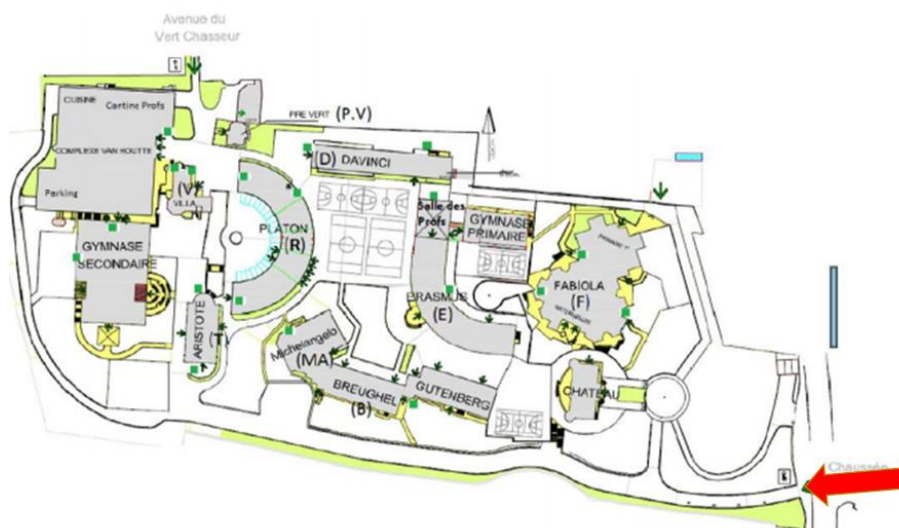 Avenue du
Vert Chasseur
CUISINE
Cantine Profs
COMPLEXE VAN HOUTTE
Parking
(V)
VILLA
PRE VERT (P.V)
(D) DAVINCI
Salle des
Profs
GYMNASE
PRIMAIRE
PLATON
(R)
GYMNASE
SECONDAIRE
ARISTOTE
(T)
ERASMUS
(E)
FABIOLA
(F)
Michelangelo
(MA)
BREUGHEL
(B)
GUTENBERG
CHATEAU
Chaussée